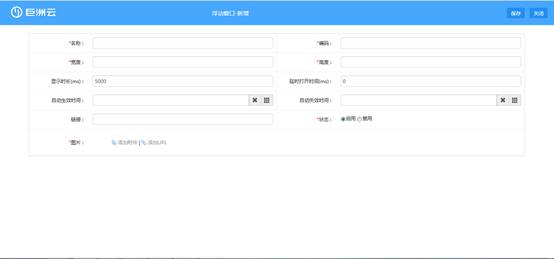 巨洲云 浮动窗口-新增 保存 关闭
*名称： *编码：
*宽度： *高度：
显示时长(ms)： 5000 延时打开时间(ms)： 0
自动生效时间： 自动失效时间：
链接： *状态： 启用 禁用
*图片： 添加附件 | 添加URL